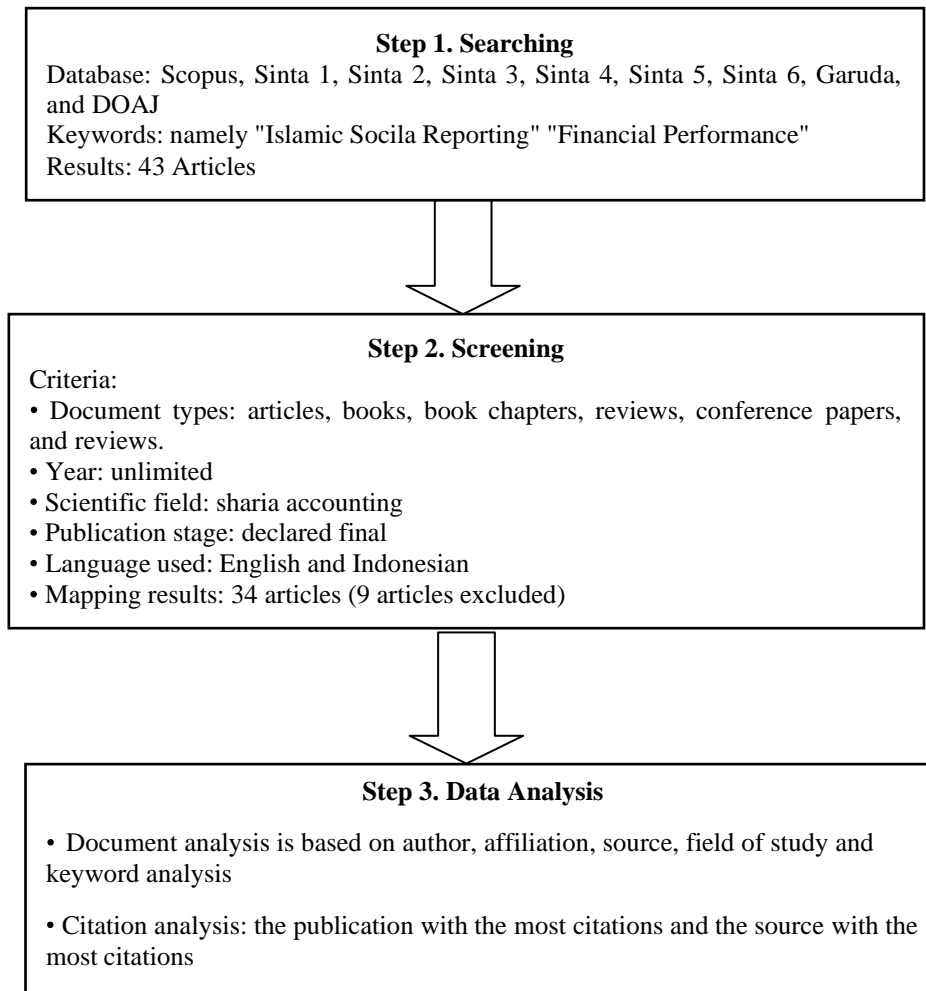 Step 1. Searching
Database: Scopus, Sinta 1, Sinta 2, Sinta 3, Sinta 4, Sinta 5, Sinta 6, Garuda,
and DOAJ
Keywords: namely "Islamic Socila Reporting" "Financial Performance"
Results: 43 Articles
Step 2. Screening
Criteria:
• Document types: articles, books, book chapters, reviews, conference papers,
and reviews.
• Year: unlimited
• Scientific field: sharia accounting
• Publication stage: declared final
• Language used: English and Indonesian
• Mapping results: 34 articles (9 articles excluded)
Step 3. Data Analysis
• Document analysis is based on author, affiliation, source, field of study and
keyword analysis
• Citation analysis: the publication with the most citations and the source with the
most citations